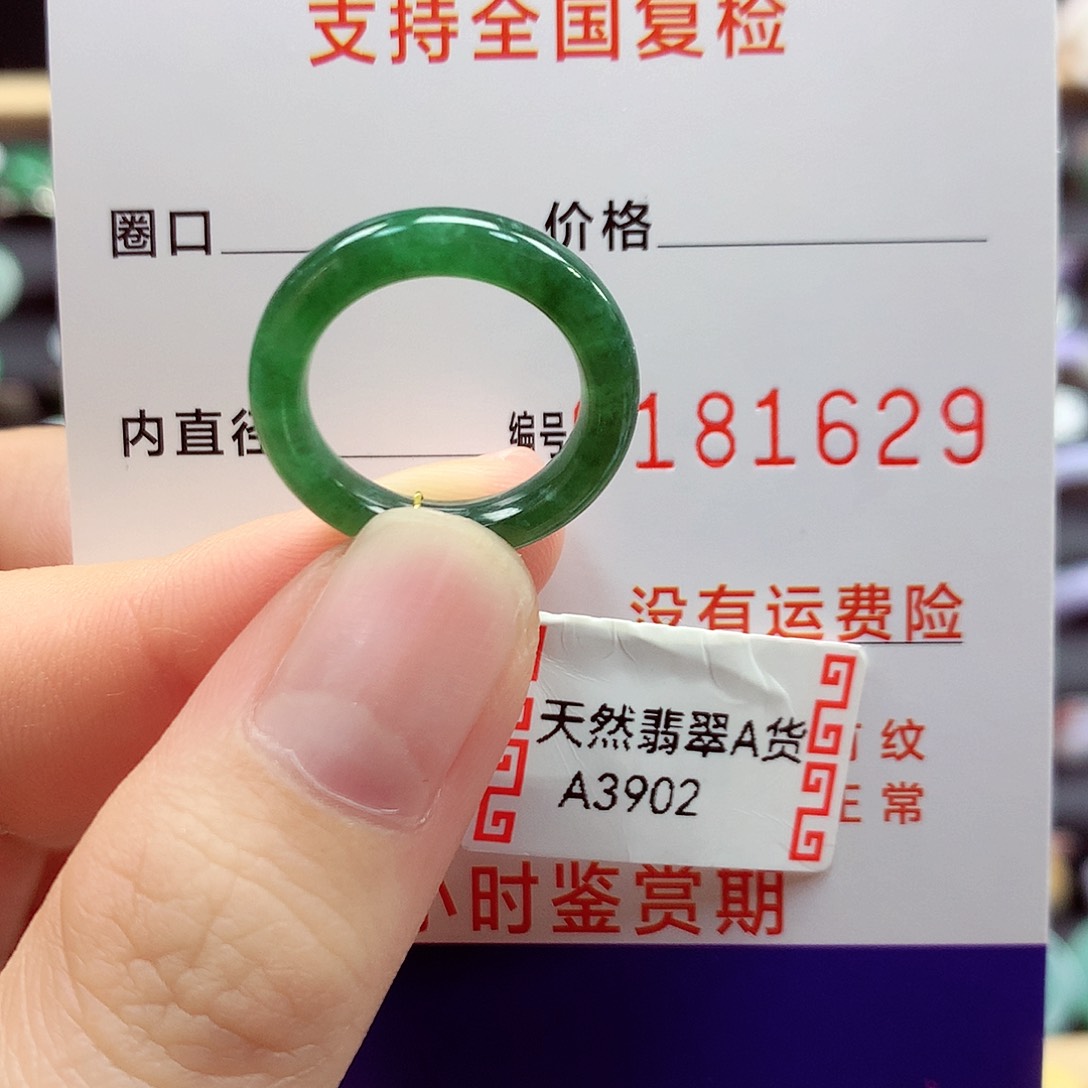 支持全国复检
圈口 价格
内直径 编号 181629
没有运费险
天然翡翠A货
A3902
纹
正常
小时鉴赏期